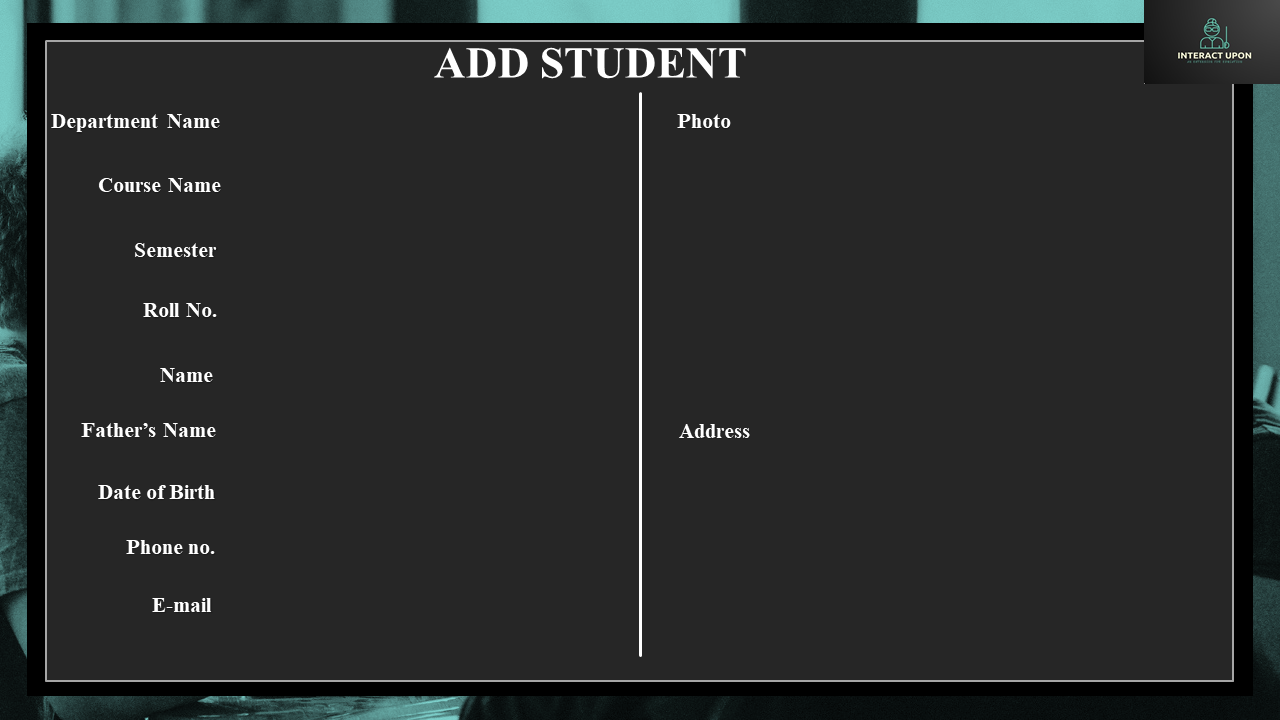 ADD STUDENT
INTERACT UPON
Department Name
Photo
Course Name
Semester
Roll No.
Name
Father’s Name
Address
Date of Birth
Phone no.
E-mail